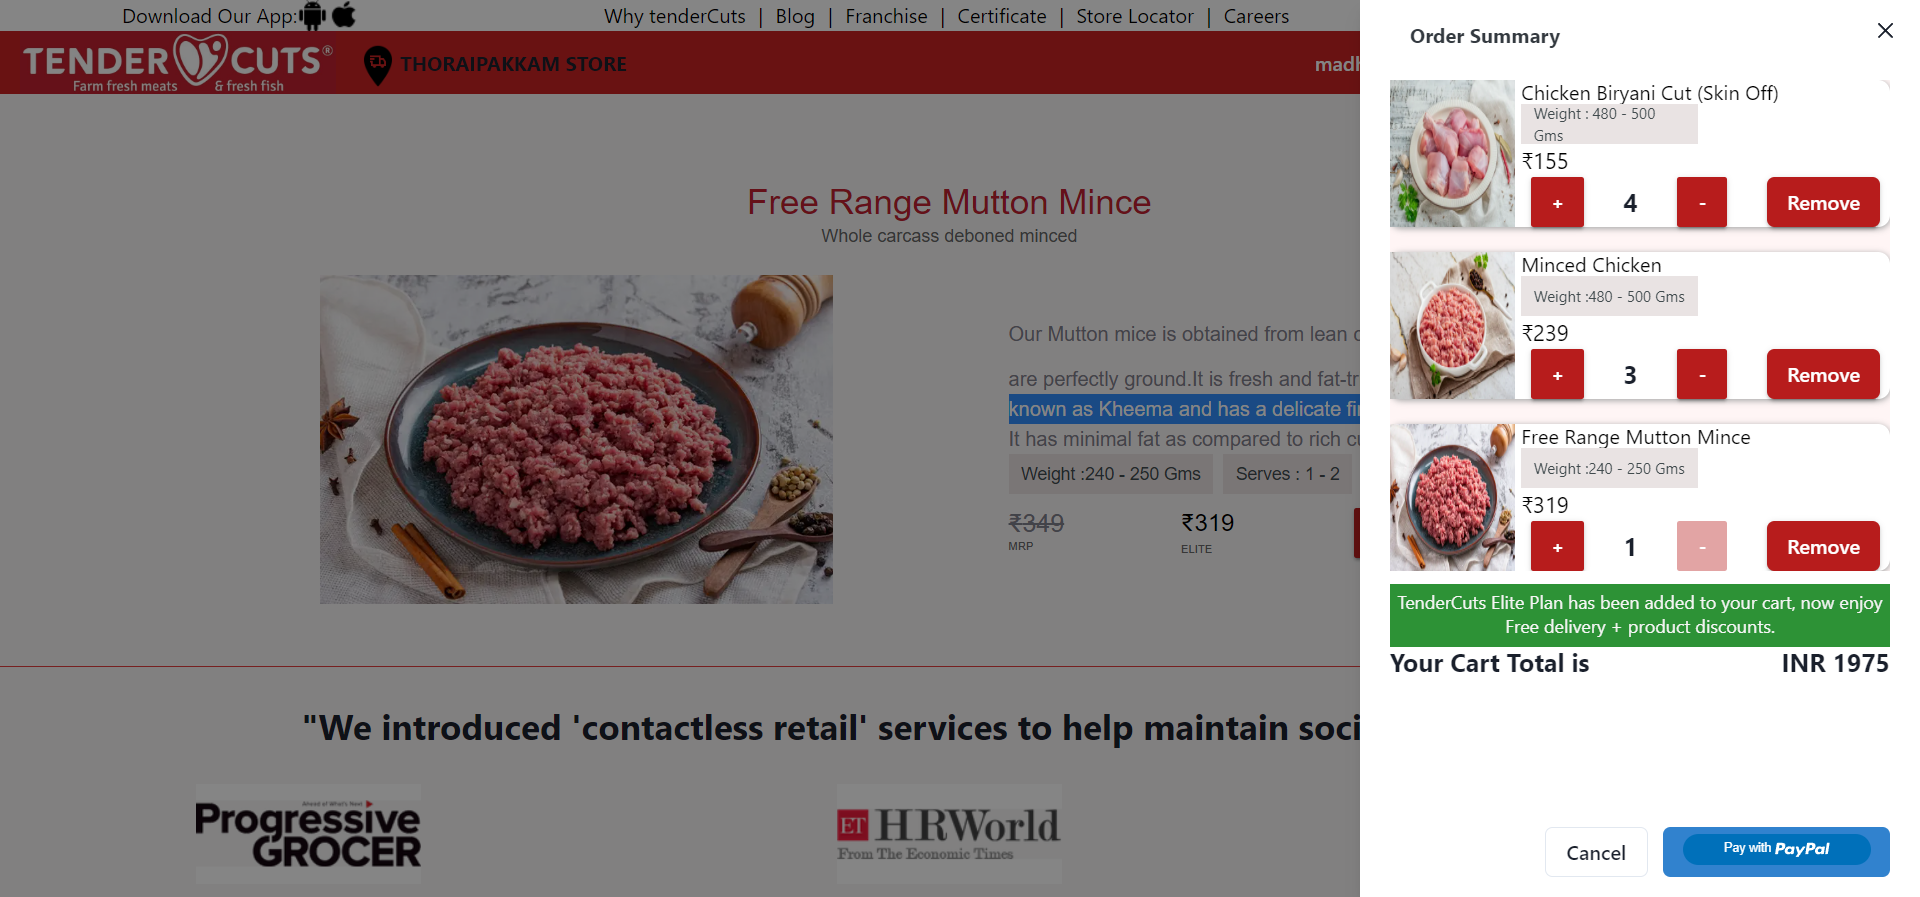 Download Our App:
Why tenderCuts | Blog | Franchise | Certificate | Store Locator | Careers
TENDER CUTS®
Farm fresh meats & fresh fish
THORAIPAKKAM STORE
madh
Free Range Mutton Mince
Whole carcass deboned minced
Our Mutton mice is obtained from lean
are perfectly ground.It is fresh and fat-tr
known as Kheema and has a delicate fi
It has minimal fat as compared to rich cu
Weight :240 - 250 Gms
Serves : 1 - 2
₹349
MRP
₹319
ELITE
"We introduced 'contactless retail' services to help maintain soci
Ahead of What's Next
Progressive
GROCER
ET HRWorld
From The Economic Times
Order Summary
Chicken Biryani Cut (Skin Off)
Weight : 480 - 500
Gms
₹155
+ 4 - Remove
Minced Chicken
Weight :480 - 500 Gms
₹239
+ 3 - Remove
Free Range Mutton Mince
Weight :240 - 250 Gms
₹319
+ 1 - Remove
TenderCuts Elite Plan has been added to your cart, now enjoy
Free delivery + product discounts.
Your Cart Total is INR 1975
Cancel
Pay with PayPal